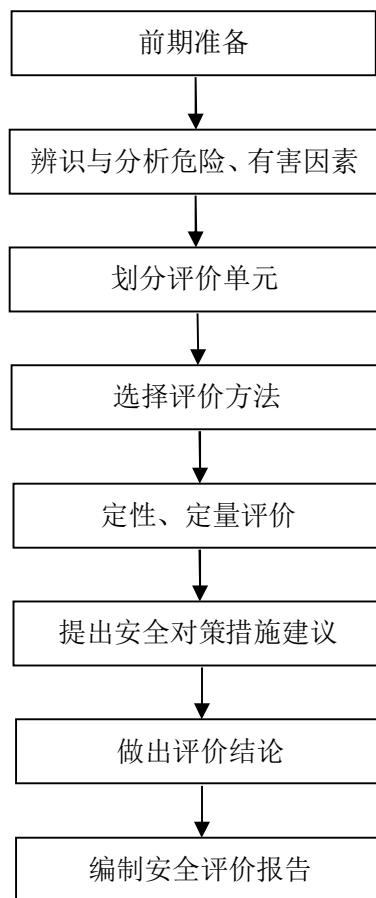 前期准备
辨识与分析危险、有害因素
划分评价单元
选择评价方法
定性、定量评价
提出安全对策措施建议
做出评价结论
编制安全评价报告